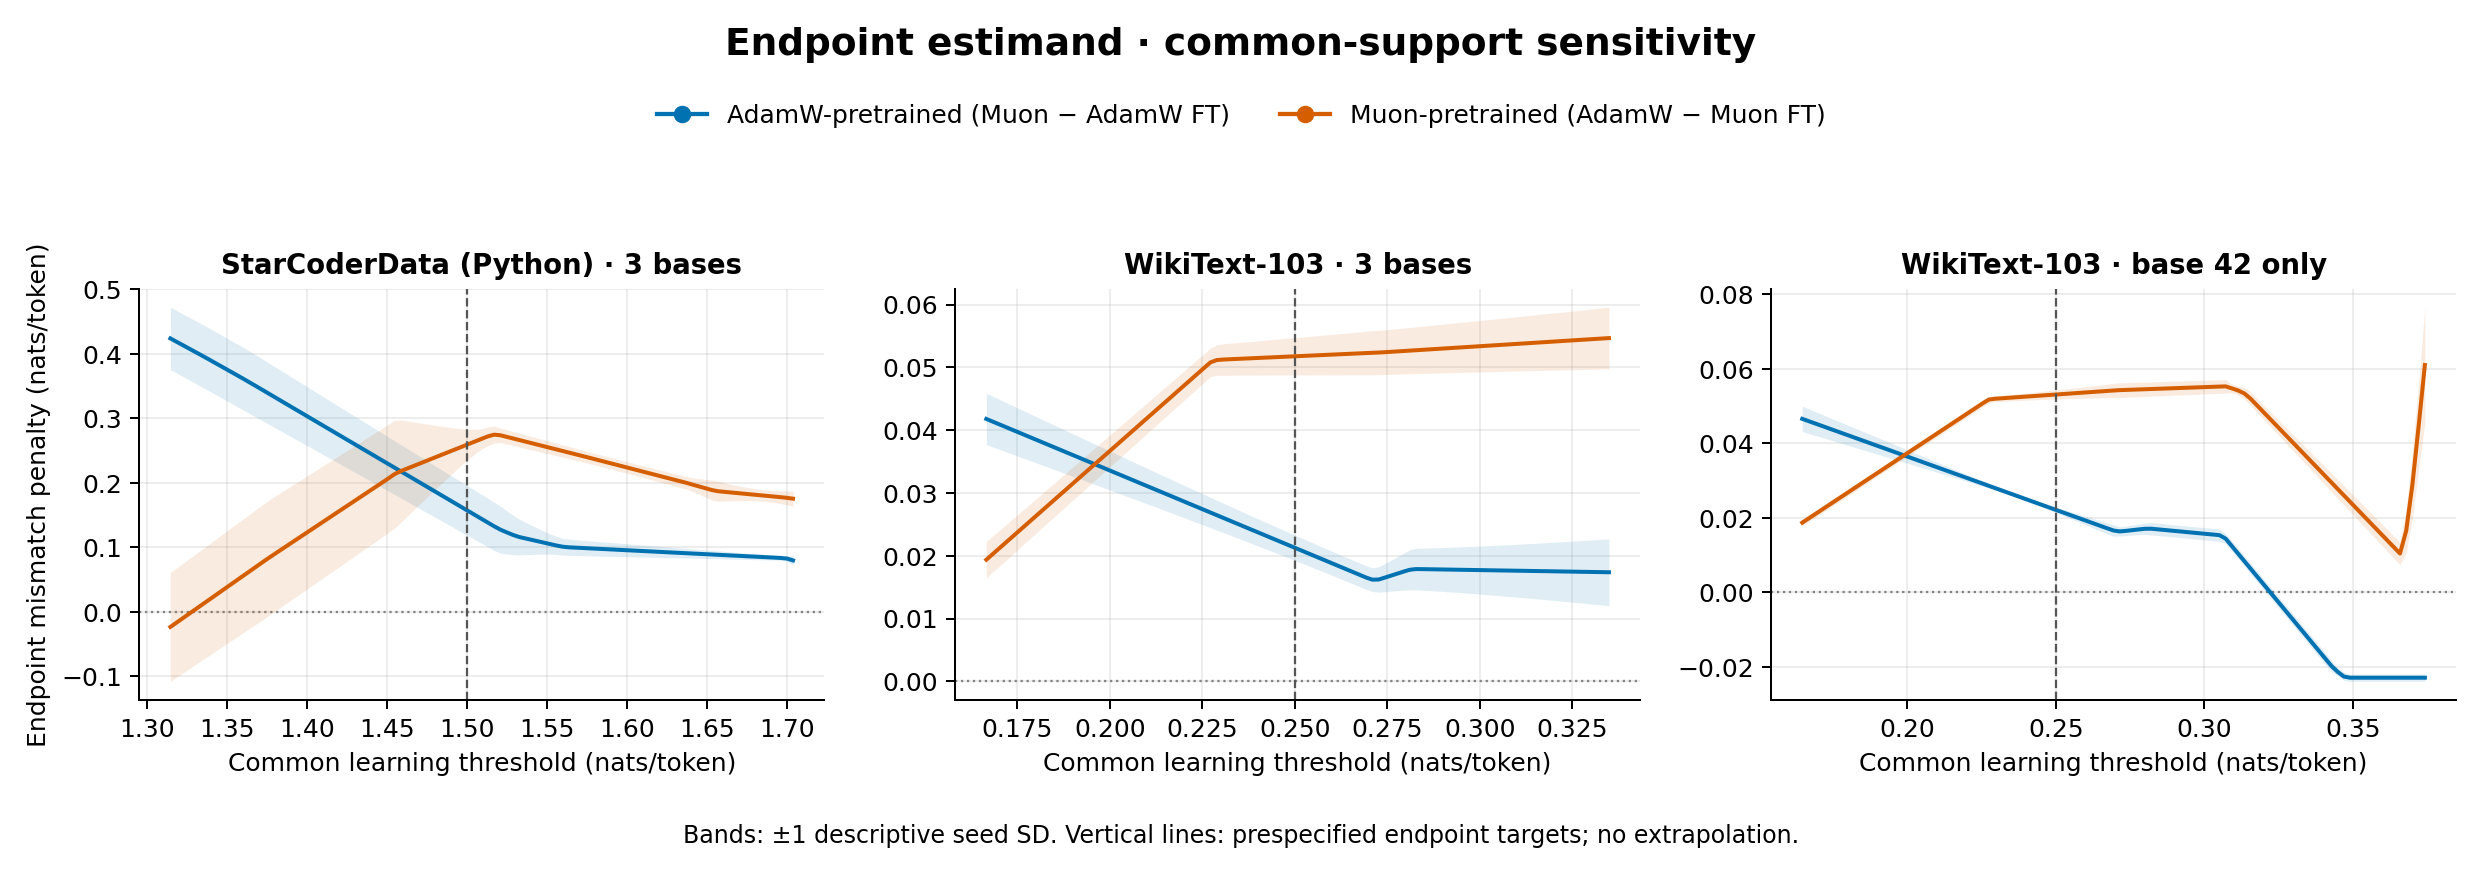 Endpoint estimand · common-support sensitivity
AdamW-pretrained (Muon − AdamW FT)
Muon-pretrained (AdamW − Muon FT)
Endpoint mismatch penalty (nats/token)
StarCoderData (Python) · 3 bases
0.5
0.4
0.3
0.2
0.1
0.0
−0.1
1.30 1.35 1.40 1.45 1.50 1.55 1.60 1.65 1.70
Common learning threshold (nats/token)
WikiText-103 · 3 bases
0.06
0.05
0.04
0.03
0.02
0.01
0.00
0.175 0.200 0.225 0.250 0.275 0.300 0.325
Common learning threshold (nats/token)
WikiText-103 · base 42 only
0.08
0.06
0.04
0.02
0.00
−0.02
0.20 0.25 0.30 0.35
Common learning threshold (nats/token)
Bands: ±1 descriptive seed SD. Vertical lines: prespecified endpoint targets; no extrapolation.